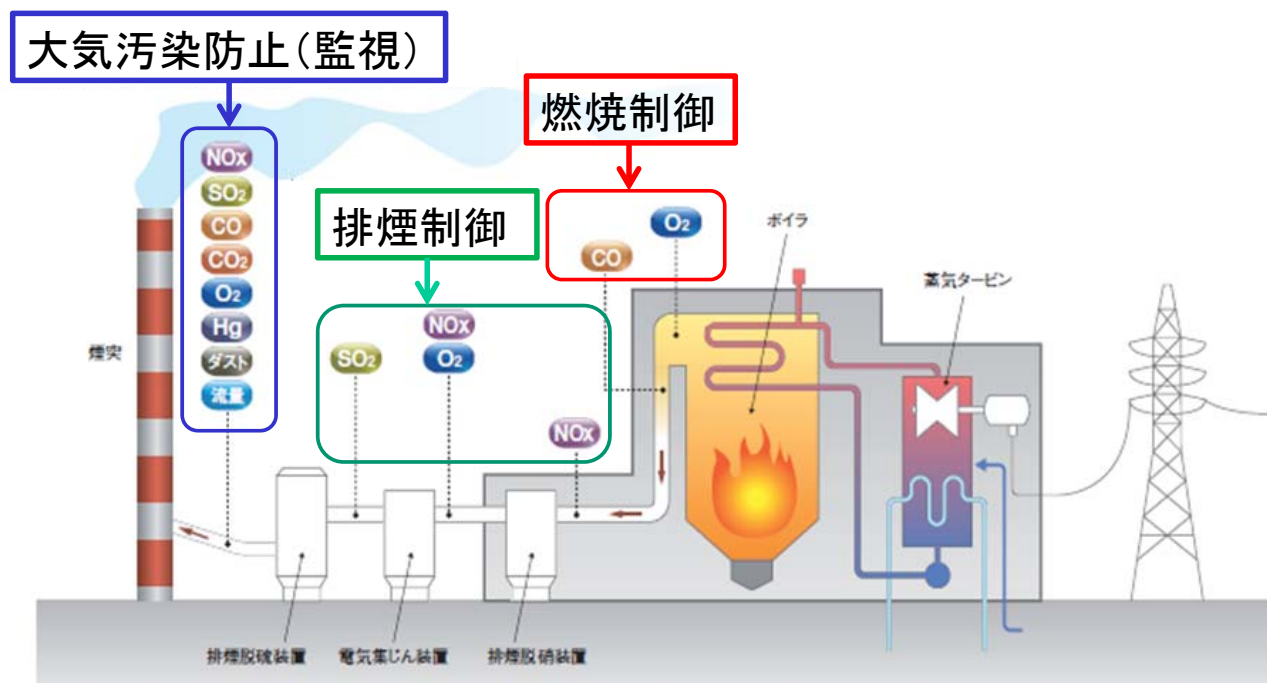 大気汚染防止（監視）
燃焼制御
排煙制御
NOx
SO₂
CO
CO₂
O₂
Hg
ダスト
流量
SO₂
NOx
O₂
NOx
CO
O₂
ボイラ
蒸気タービン
煙突
排煙脱硫装置
電気集じん装置
排煙脱硝装置